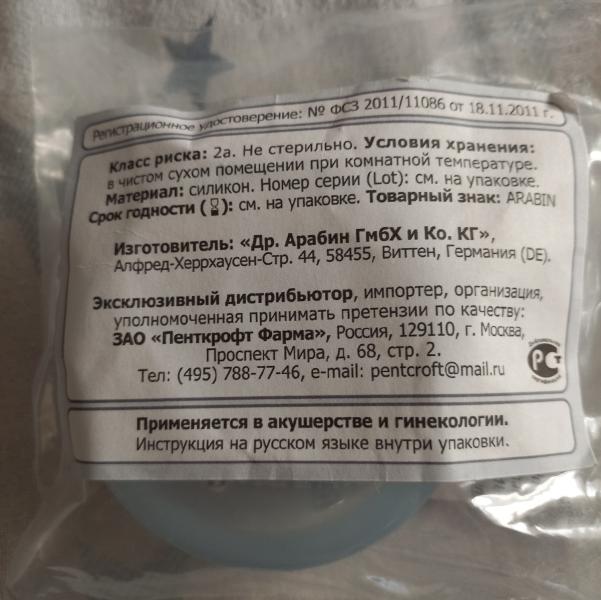 Регистрационное удостоверение: № ФСЗ 2011/11086 от 18.11.2011 г.
Класс риска: 2а. Не стерильно. Условия хранения:
в чистом сухом помещении при комнатной температуре.
Материал: силикон. Номер серии (Lot): см. на упаковке.
Срок годности (⌛): см. на упаковке. Товарный знак: ARABIN
Изготовитель: «Др. Арабин ГмбХ и Ко. КГ»,
Алфред-Херрхаусен-Стр. 44, 58455, Виттен, Германия (DE).
Эксклюзивный дистрибьютор, импортер, организация,
уполномоченная принимать претензии по качеству:
ЗАО «Пенткрофт Фарма», Россия, 129110, г. Москва,
Проспект Мира, д. 68, стр. 2.
Тел: (495) 788-77-46, e-mail: pentcroft@mail.ru
Применяется в акушерстве и гинекологии.
Инструкция на русском языке внутри упаковки.